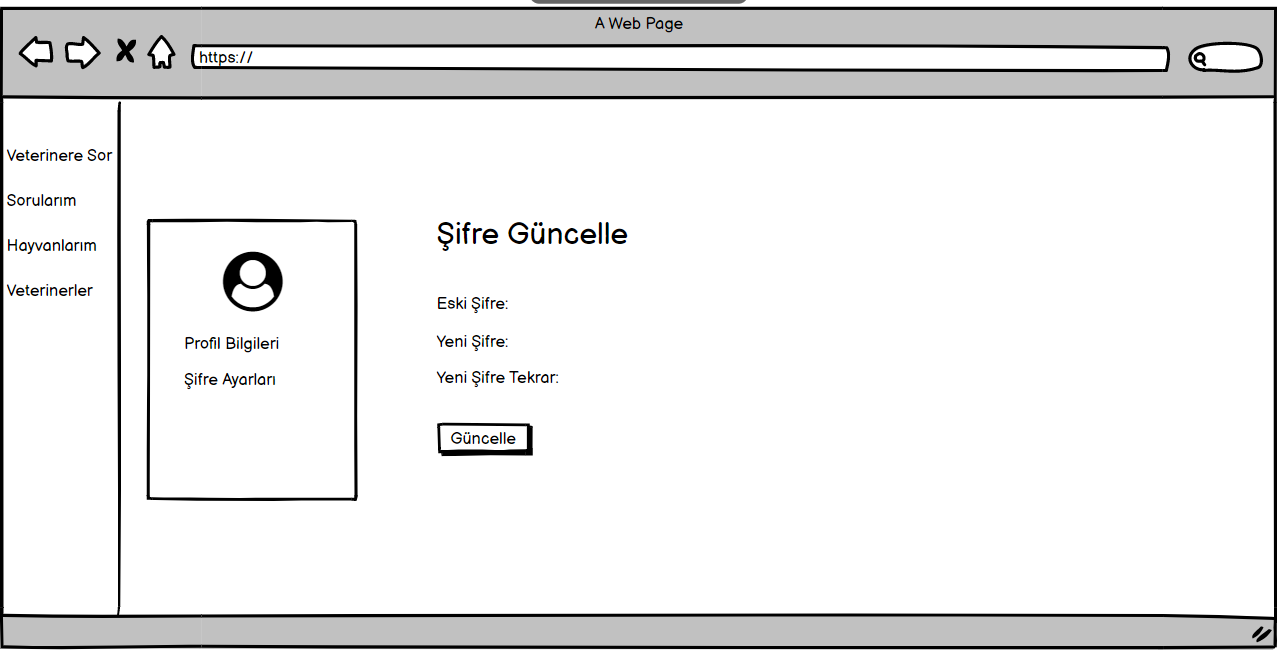 A Web Page
https://
Veterinere Sor
Sorularım
Hayvanlarım
Veterinerler
Profil Bilgileri
Şifre Ayarları
Şifre Güncelle
Eski Şifre:
Yeni Şifre:
Yeni Şifre Tekrar:
Güncelle